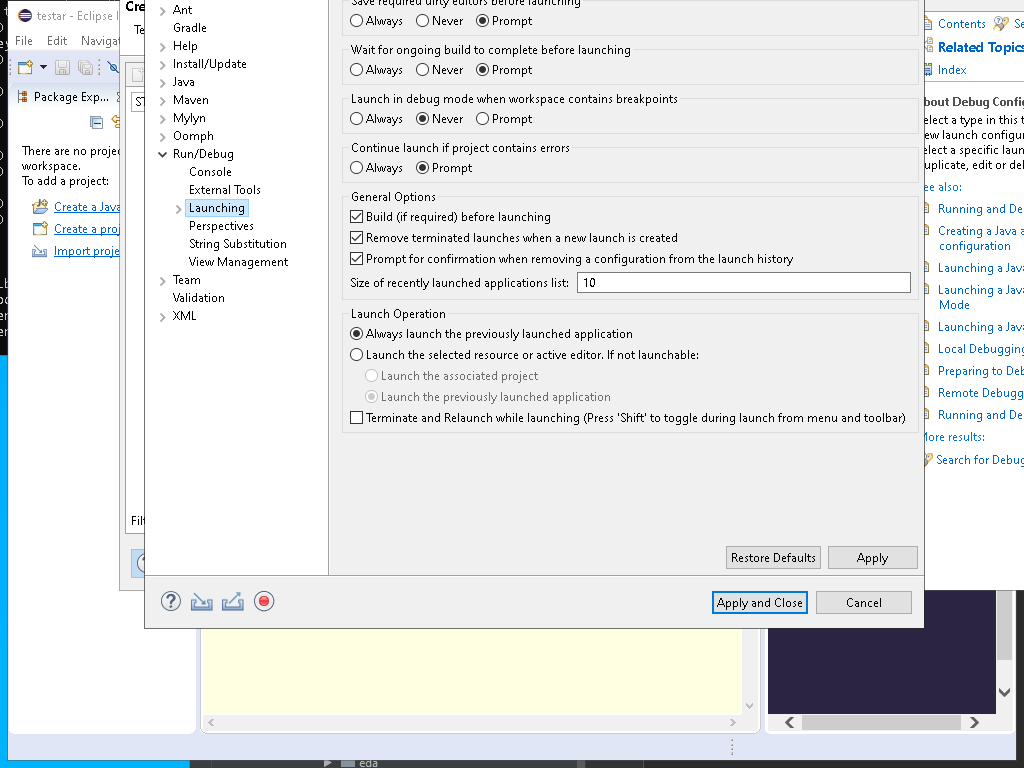 testar - Eclipse I
File Edit Navigat
Package Exp...
There are no proje
workspace.
To add a project:
Create a Java
Create a proj
Import proje
Cre
Te
ST
Filt
Ant
Gradle
Help
Install/Update
Java
Maven
Mylyn
Oomph
Run/Debug
Console
External Tools
Launching
Perspectives
String Substitution
View Management
Team
Validation
XML
Save required dirty editors before launching
Always Never Prompt
Wait for ongoing build to complete before launching
Always Never Prompt
Launch in debug mode when workspace contains breakpoints
Always Never Prompt
Continue launch if project contains errors
Always Prompt
General Options
Build (if required) before launching
Remove terminated launches when a new launch is created
Prompt for confirmation when removing a configuration from the launch history
Size of recently launched applications list: 10
Launch Operation
Always launch the previously launched application
Launch the selected resource or active editor. If not launchable:
Launch the associated project
Launch the previously launched application
Terminate and Relaunch while launching (Press 'Shift' to toggle during launch from menu and toolbar)
Restore Defaults Apply
Apply and Close Cancel
Contents Se
Related Topics
Index
bout Debug Config
elect a type in this t
ew launch configur
elect a specific laun
uplicate, edit or del
ee also:
Running and De
Creating a Java a
configuration
Launching a Java
Launching a Java
Mode
Launching a Java
Local Debugging
Preparing to Deb
Remote Debugg
Running and De
More results:
Search for Debug
eda